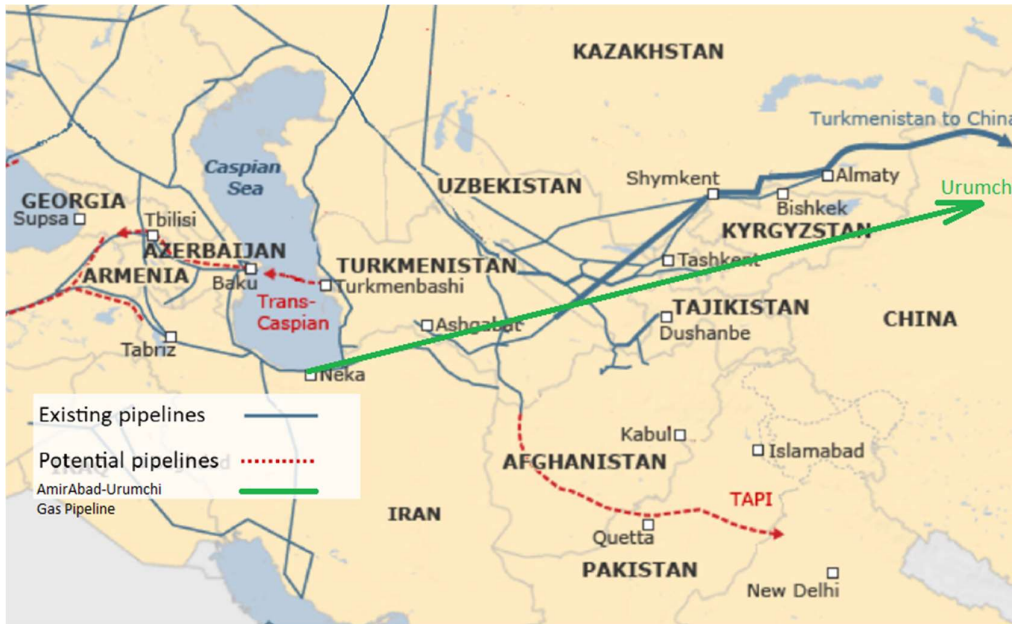 KAZAKHSTAN
Turkmenistan to China
Caspian
Sea
UZBEKISTAN
Shymkent
Almaty
Urumch
GEORGIA
Supsa
Tbilisi
Bishkek
KYRGYZSTAN
AZERBAIJAN
ARMENIA
Baku
TURKMENISTAN
Turkmenbashi
Tashkent
Trans-
Caspian
Ashgabat
TAJIKISTAN
Dushanbe
CHINA
Tabriz
Neka
Existing pipelines
Potential pipelines
AmirAbad-Urumchi
Gas Pipeline
Kabul
Islamabad
AFGHANISTAN
TAPI
IRAN
Quetta
PAKISTAN
New Delhi